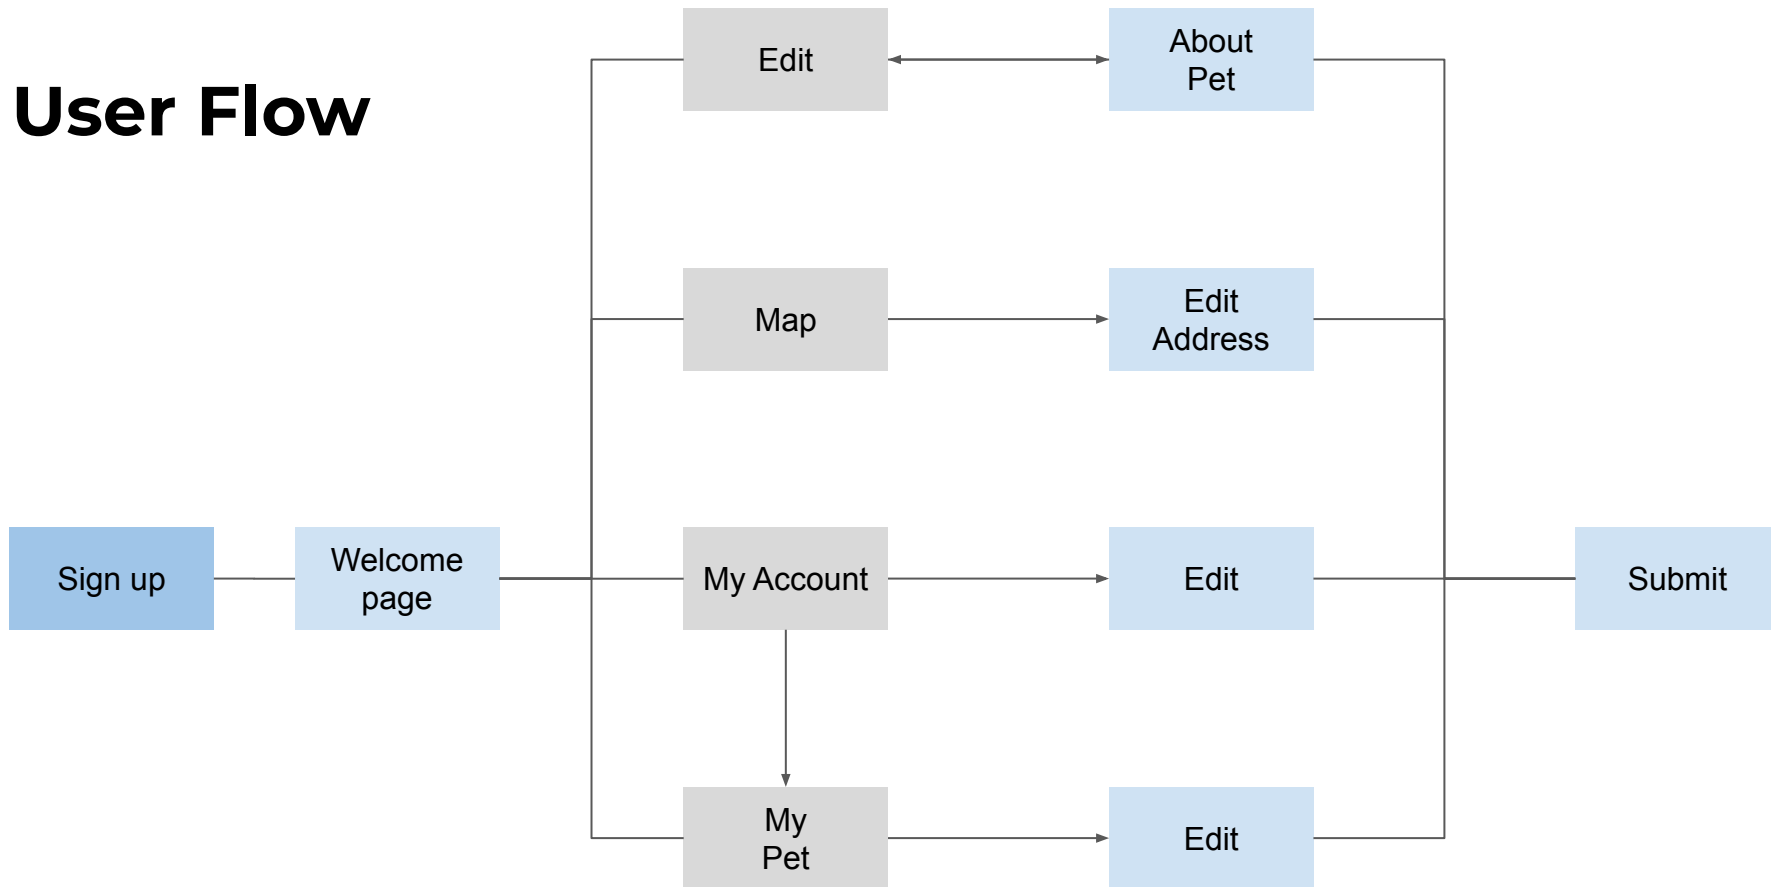 User Flow
Edit
About
Pet
Map
Edit
Address
Sign up
Welcome
page
My Account
Edit
Submit
My
Pet
Edit